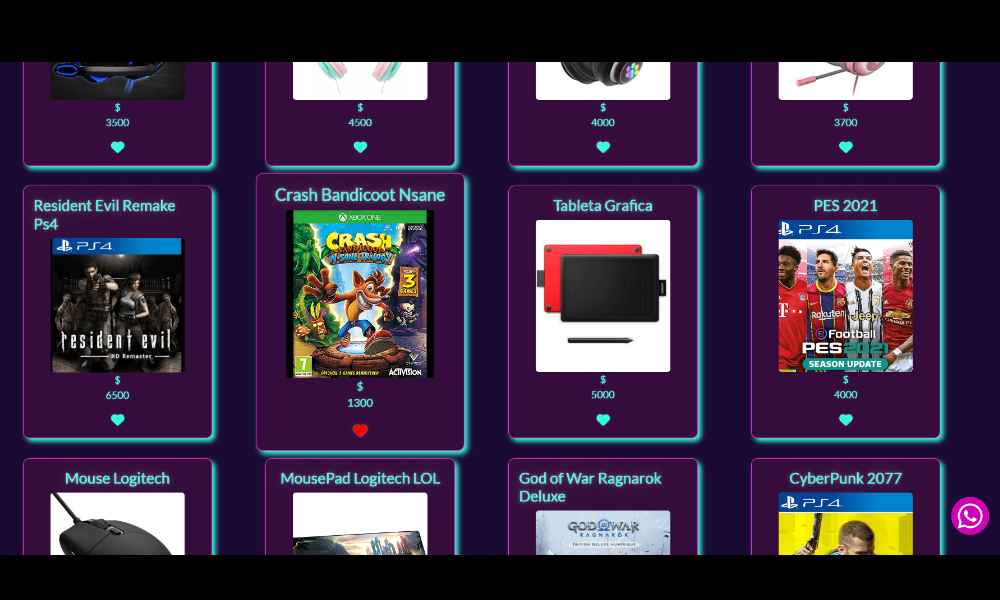 $
3500
$
4500
$
4000
$
3700
Resident Evil Remake
Ps4
PS4
resident evil
HD Remaster
$
6500
Crash Bandicoot Nsane
XBOX ONE
CRASH
BANDICOOT
N. SANE TRILOGY
3
GAMES
7
ACTIVISION
$
1300
Tableta Grafica
$
5000
PES 2021
PS4
Rakuten
Jeep
eFootball
PES 2021
SEASON UPDATE
$
4000
Mouse Logitech
MousePad Logitech LOL
God of War Ragnarok
Deluxe
GOD OF WAR
RAGNARÖK
ÉDITION DELUXE NUMÉRIQUE
CyberPunk 2077
PS4